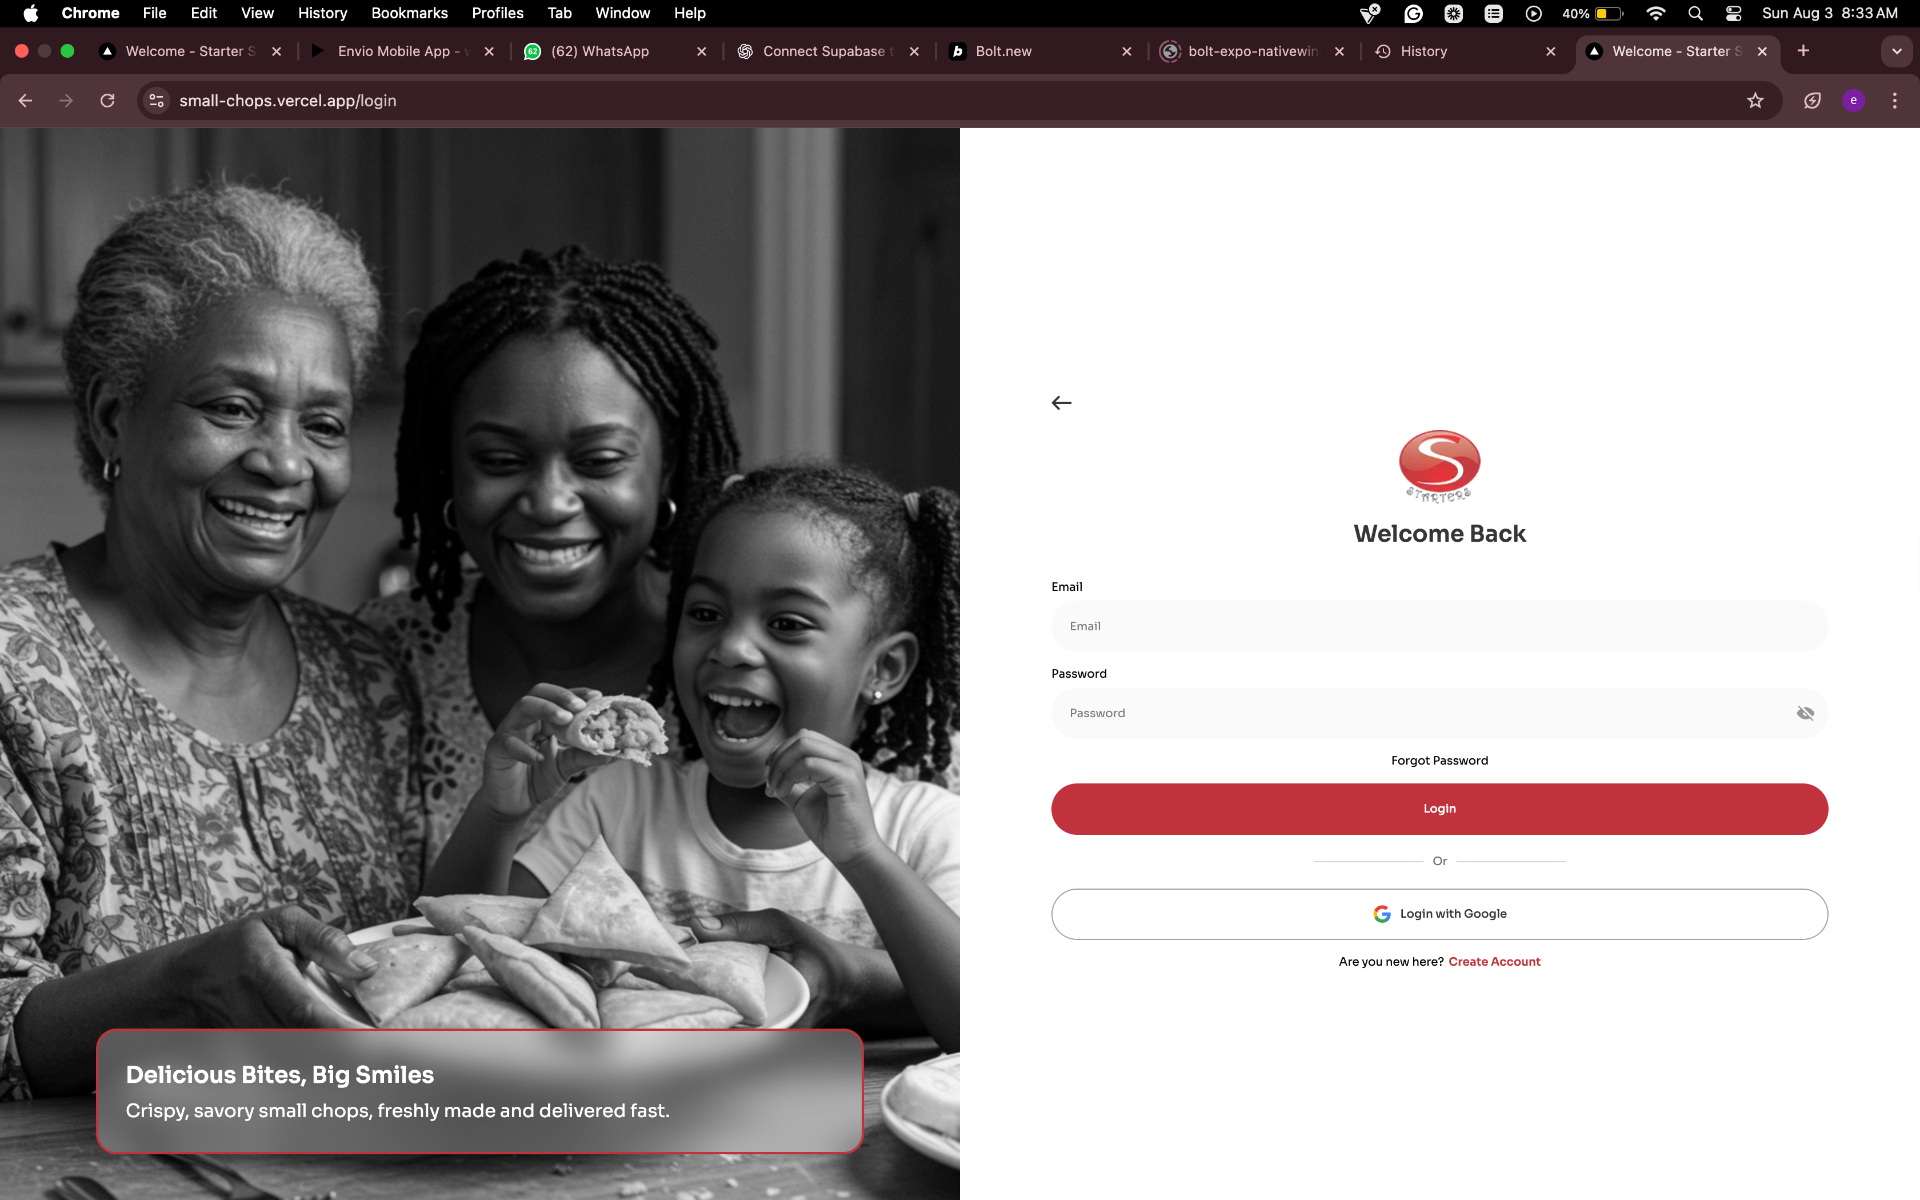 Chrome File Edit View History Bookmarks Profiles Tab Window Help 40% Sun Aug 3 8:33 AM
Welcome - Starter S
Envio Mobile App -
62 (62) WhatsApp
Connect Supabase t
b Bolt.new
bolt-expo-nativewin
History
Welcome - Starter S
small-chops.vercel.app/login
e
S
STARTERS
Welcome Back
Email
Email
Password
Password
Forgot Password
Login
Or
Login with Google
Are you new here? Create Account
Delicious Bites, Big Smiles
Crispy, savory small chops, freshly made and delivered fast.